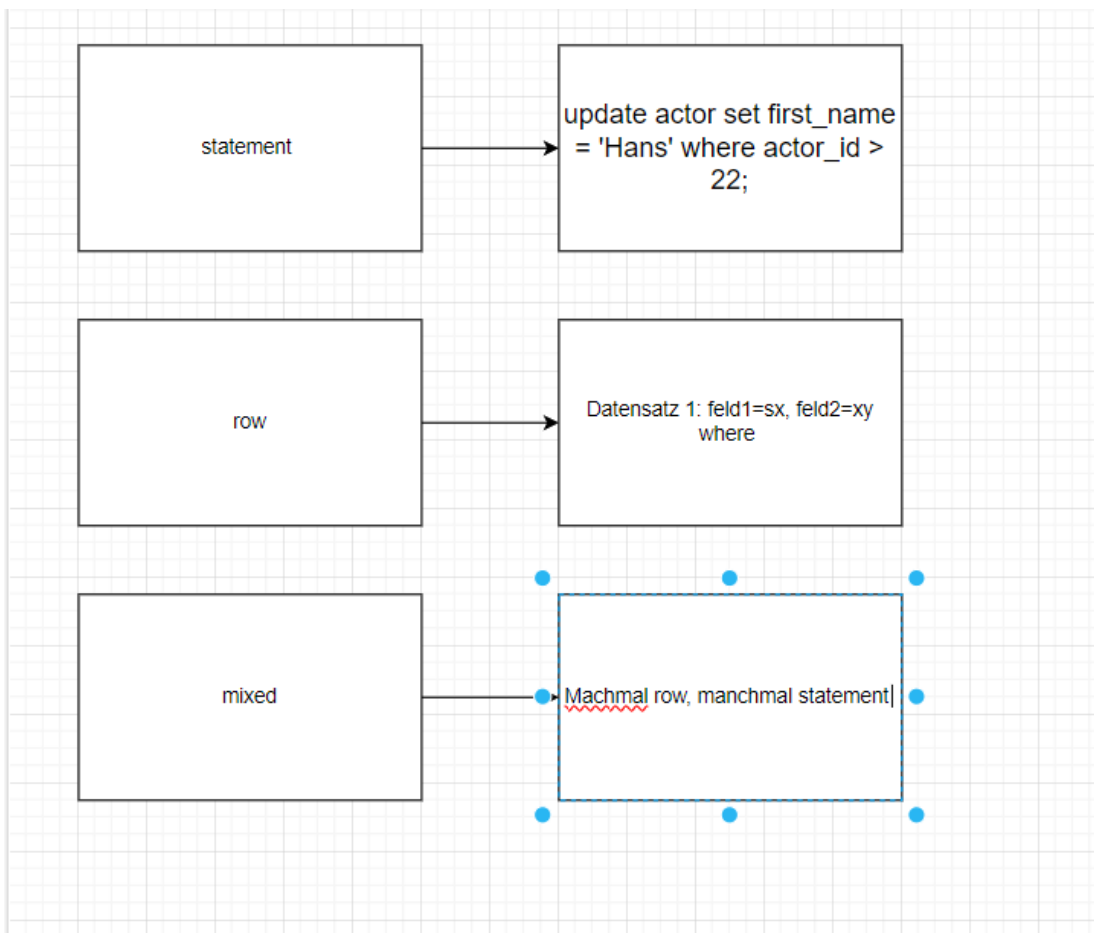 statement
update actor set first_name
= 'Hans' where actor_id >
22;
row
Datensatz 1: feld1=sx, feld2=xy
where
mixed
Machmal row, manchmal statement